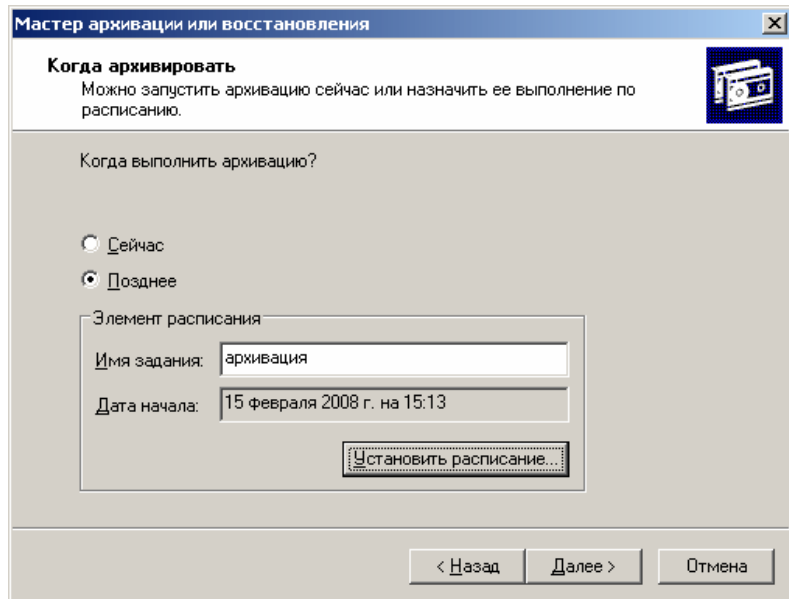 Мастер архивации или восстановления
Когда архивировать
Можно запустить архивацию сейчас или назначить ее выполнение по
расписанию.
Когда выполнить архивацию?
Сейчас
Позднее
Элемент расписания
Имя задания: архивация
Дата начала: 15 февраля 2008 г. на 15:13
Установить расписание...
< Назад Далее > Отмена